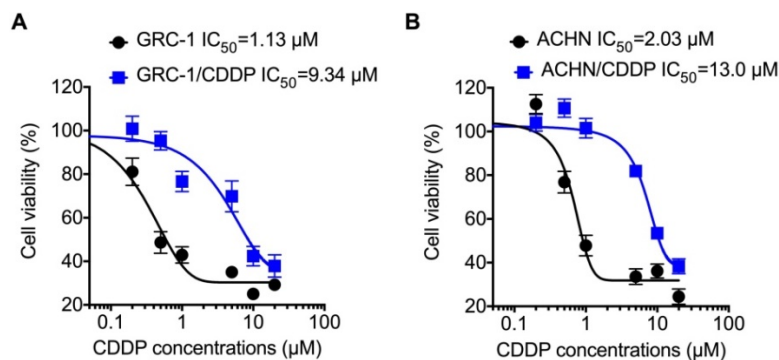 A
GRC-1 IC50=1.13 µM
GRC-1/CDDP IC50=9.34 µM
120
100
80
60
40
20
Cell viability (%)
0.1 1 10 100
CDDP concentrations (µM)
B
ACHN IC50=2.03 µM
ACHN/CDDP IC50=13.0 µM
120
100
80
60
40
20
Cell viability (%)
0.1 1 10 100
CDDP concentrations (µM)